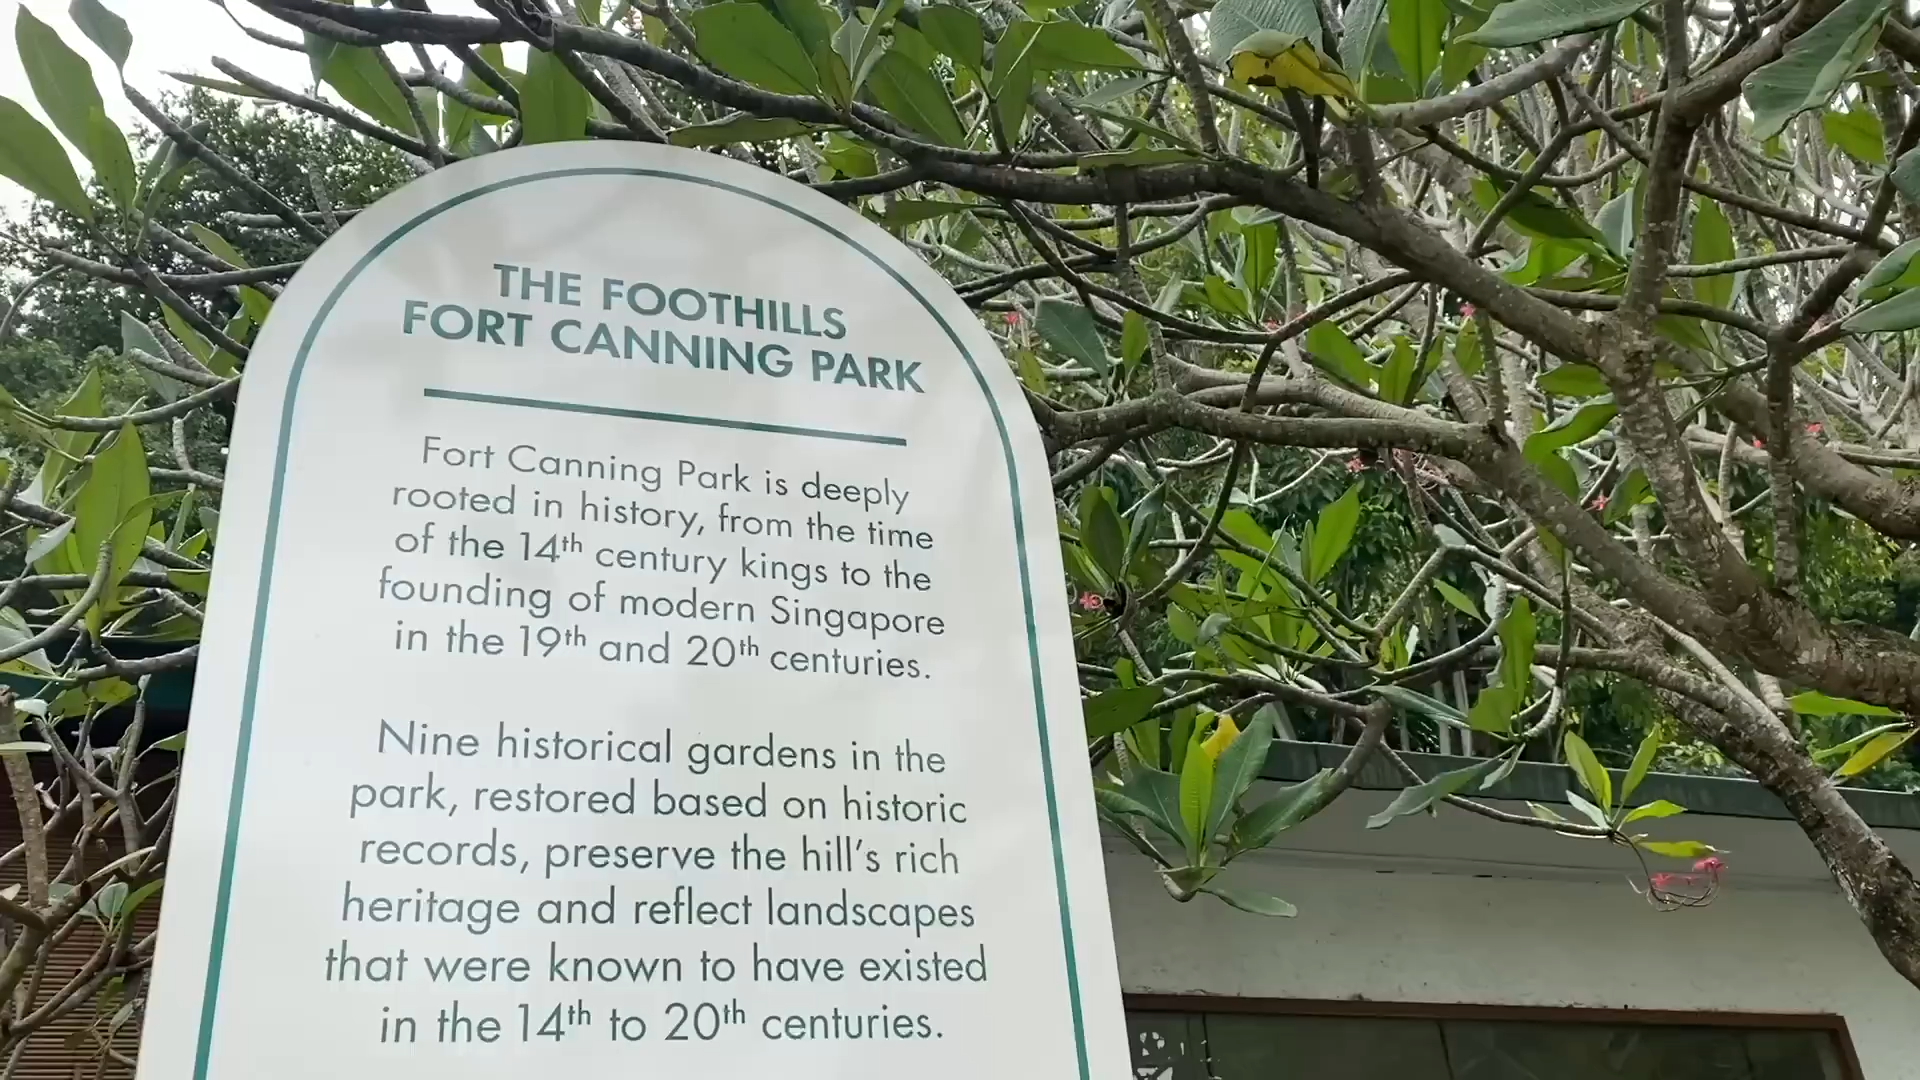 THE FOOTHILLS
FORT CANNING PARK
Fort Canning Park is deeply
rooted in history, from the time
of the 14th century kings to the
founding of modern Singapore
in the 19th and 20th centuries.
Nine historical gardens in the
park, restored based on historic
records, preserve the hill's rich
heritage and reflect landscapes
that were known to have existed
in the 14th to 20th centuries.